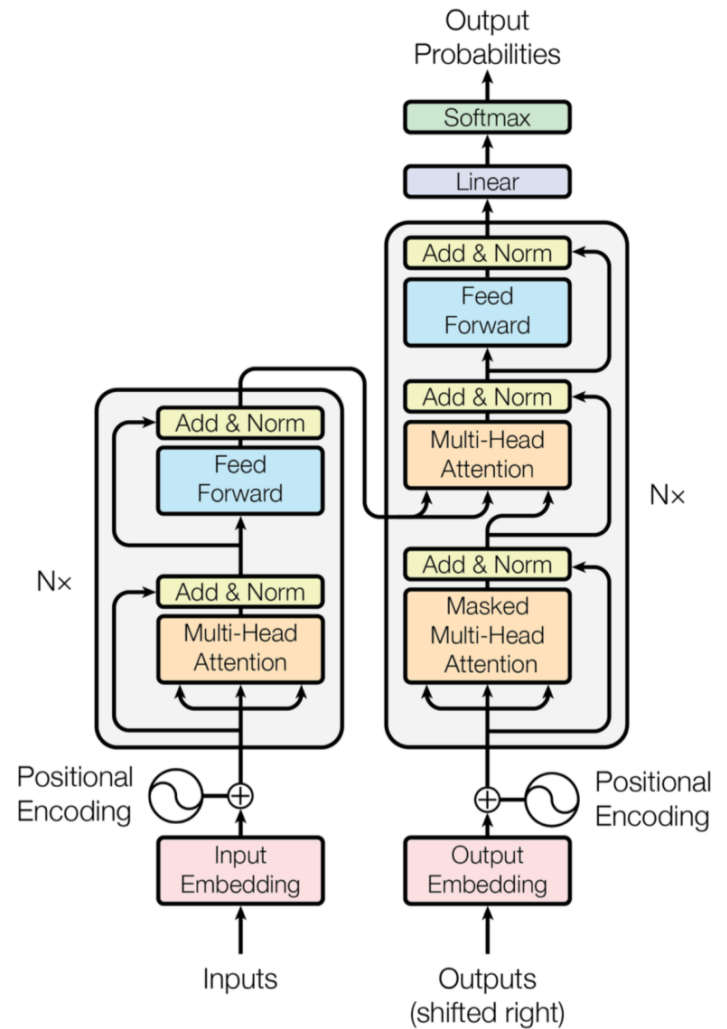 Output
Probabilities
Softmax
Linear
Add & Norm
Feed
Forward
Add & Norm
Multi-Head
Attention
Add & Norm
Masked
Multi-Head
Attention
Nx
Add & Norm
Feed
Forward
Add & Norm
Multi-Head
Attention
Nx
Positional
Encoding
Positional
Encoding
Input
Embedding
Output
Embedding
Inputs
Outputs
(shifted right)